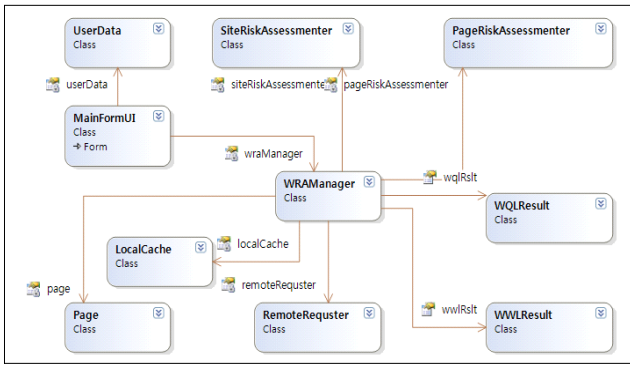 UserData
Class
SiteRiskAssessmenter
Class
PageRiskAssessmenter
Class
userData
siteRiskAssessmente
pageRiskAssessmenter
MainFormUI
Class
Form
wraManager
WRAManager
Class
wqlRslt
WQLResult
Class
LocalCache
Class
localCache
page
remoteRequster
wwlRslt
Page
Class
RemoteRequster
Class
WWLResult
Class